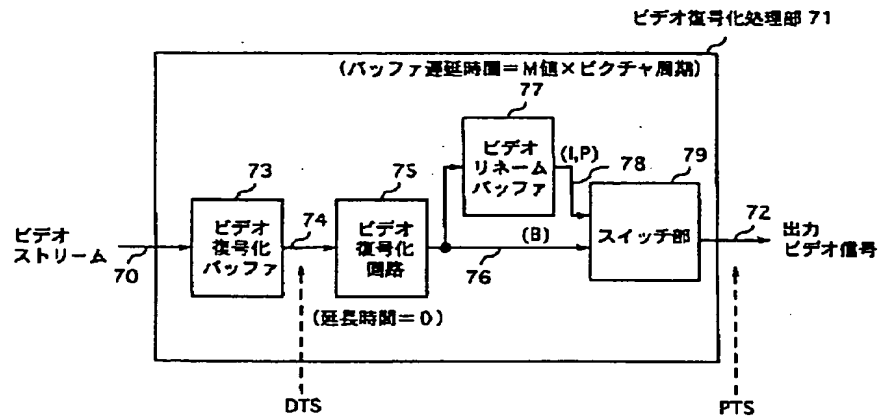 ビデオ復号化処理部 71
(バッファ遅延時間=M値×ピクチャ周期)
77
ビデオ
リネーム
バッファ
(I,P)
78
79
73
ビデオ
復号化
バッファ
74
75
ビデオ
復号化
回路
スイッチ部
72
出力
ビデオ信号
ビデオ
ストリーム
70
(B)
76
(延長時間=0)
DTS
PTS